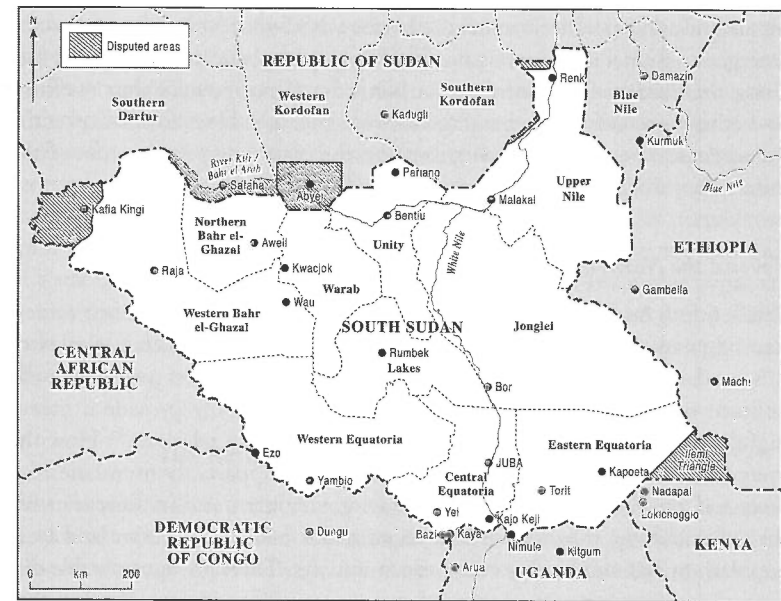 N
Disputed areas
REPUBLIC OF SUDAN
Southern
Darfur
Western
Kordofan
Southern
Kordofan
Kadugli
Renk
Blue
Nile
Damazin
Kurmuk
Blue Nile
River Kiir /
Bahr el Arab
Safaha
Abyei
Pariang
Upper
Nile
Kafia Kingi
Northern
Bahr el-
Ghazal
Aweil
Bentiu
Malakal
Unity
White Nile
ETHIOPIA
Raja
Kwacjok
Warab
Gambella
Western Bahr
el-Ghazal
Wau
SOUTH SUDAN
Jonglei
CENTRAL
AFRICAN
REPUBLIC
Rumbek
Lakes
Bor
Machi
Western Equatoria
Eastern Equatoria
Ilemi
Triangle
Ezo
Yambio
Central
Equatoria
JUBA
Kapoeta
Torit
Nadapal
Lokichoggio
Yei
Kajo Keji
DEMOCRATIC
REPUBLIC
OF CONGO
Dungu
Bazi
Kaya
Nimule
Kitgum
KENYA
Arua
UGANDA
0
km
200